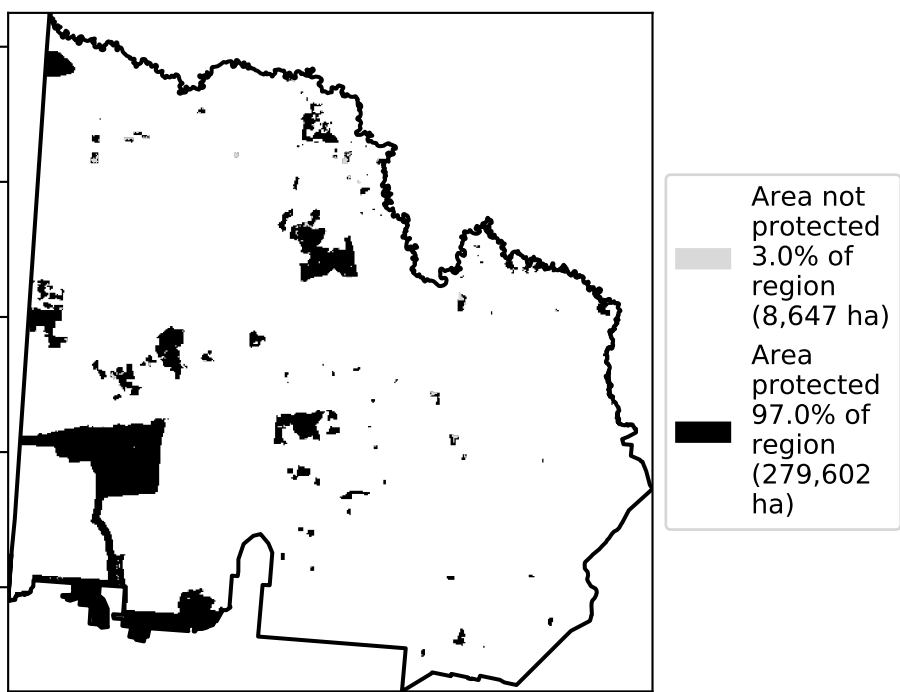 Area not
protected
3.0% of
region
(8,647 ha)
Area
protected
97.0% of
region
(279,602
ha)